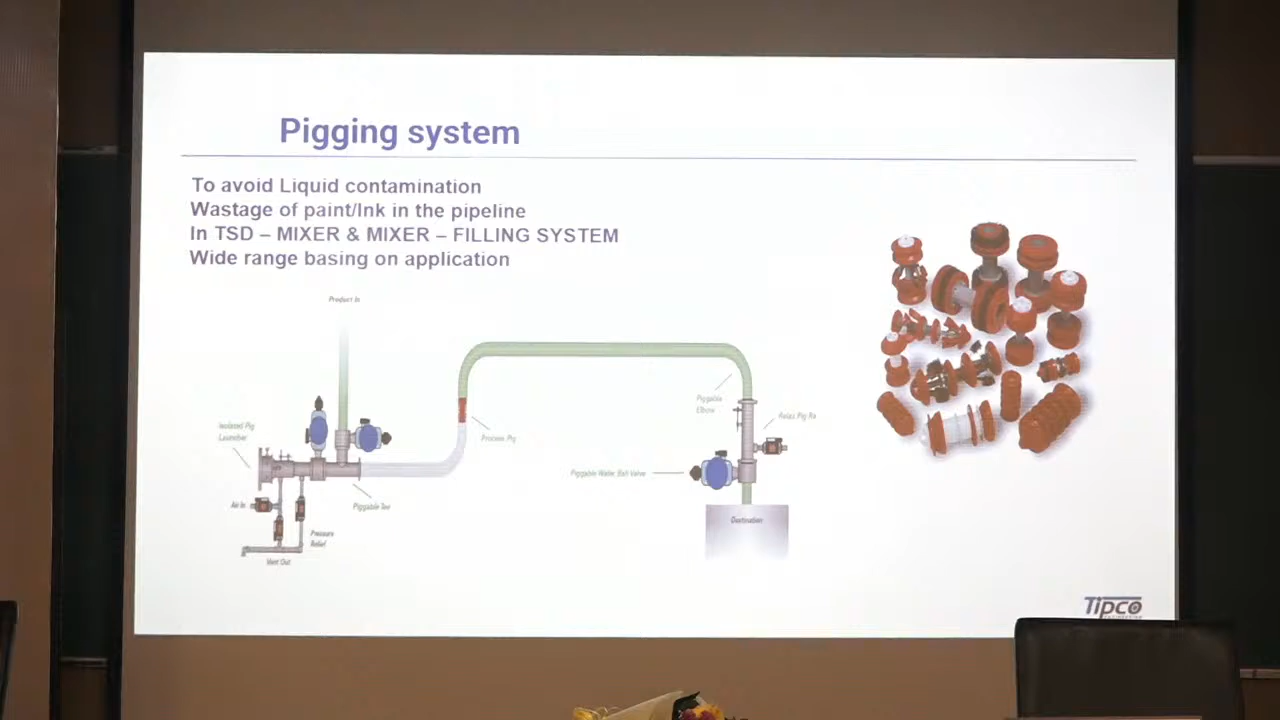 Pigging system
To avoid Liquid contamination
Wastage of paint/Ink in the pipeline
In TSD – MIXER & MIXER – FILLING SYSTEM
Wide range basing on application
Product In
Isolated Pig
Launcher
Air In
Vent Out
Pressure
Relief
Piggable Tee
Process Pig
Piggable
Elbow
Pig
Piggable Wafer Ball Valve
Destination
Tipco
ENGINEERING